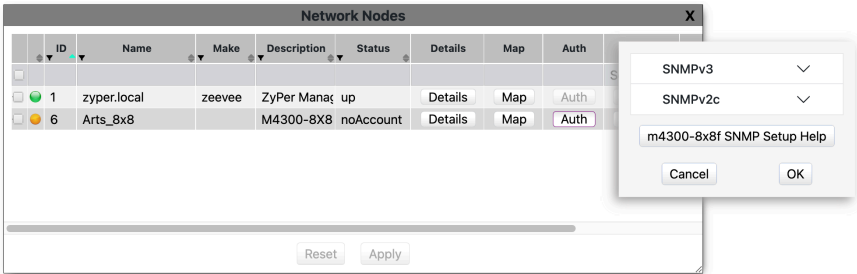 Network Nodes X
ID Name Make Description Status Details Map Auth
S
1 zyper.local zeevee ZyPer Manag up Details Map Auth
6 Arts_8x8 M4300-8X8 noAccount Details Map Auth
SNMPv3
SNMPv2c
m4300-8x8f SNMP Setup Help
Cancel OK
Reset Apply